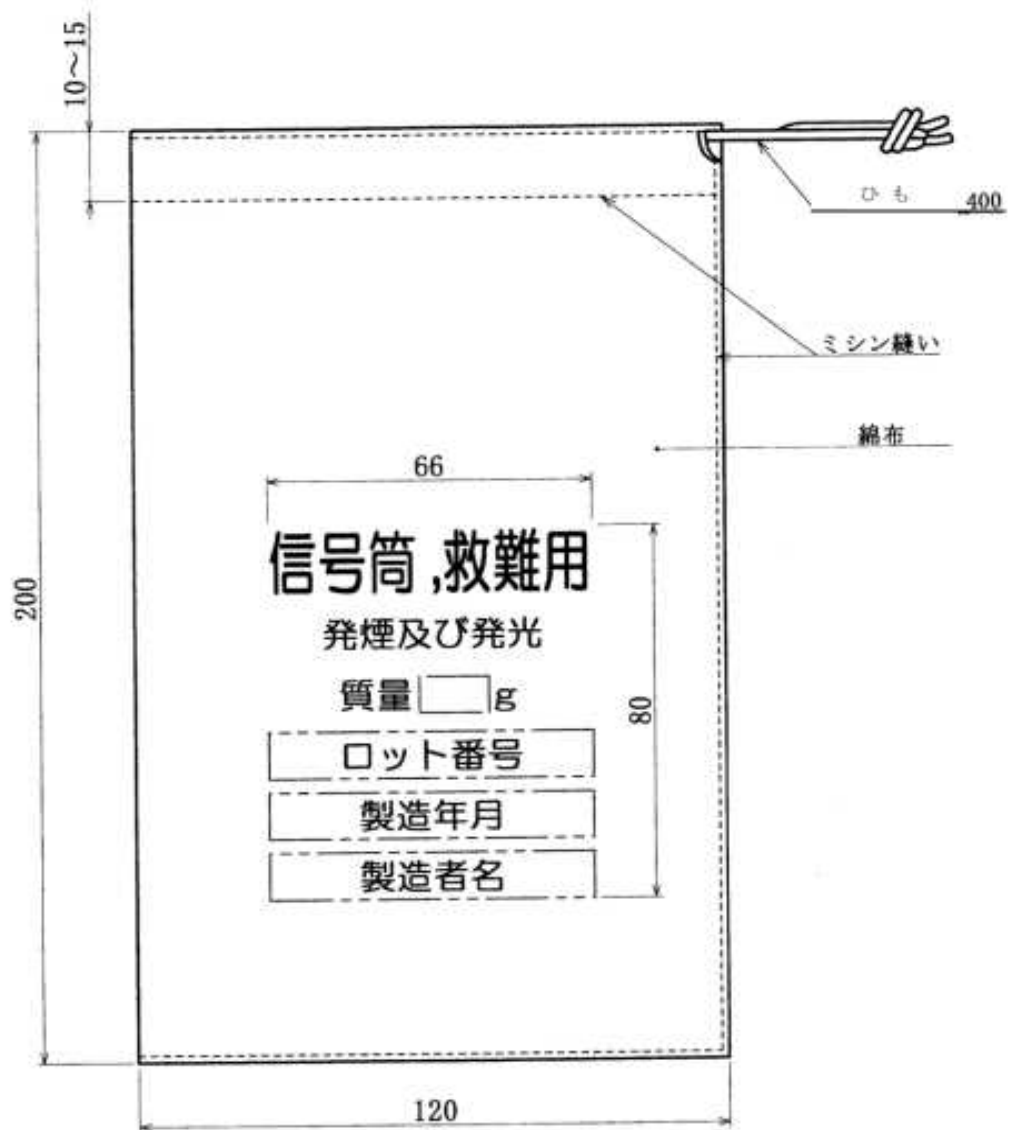 10～15
ひも 400
ミシン縫い
綿布
66
信号筒,救難用
発煙及び発光
質量 g
ロット番号
製造年月
製造者名
200
80
120